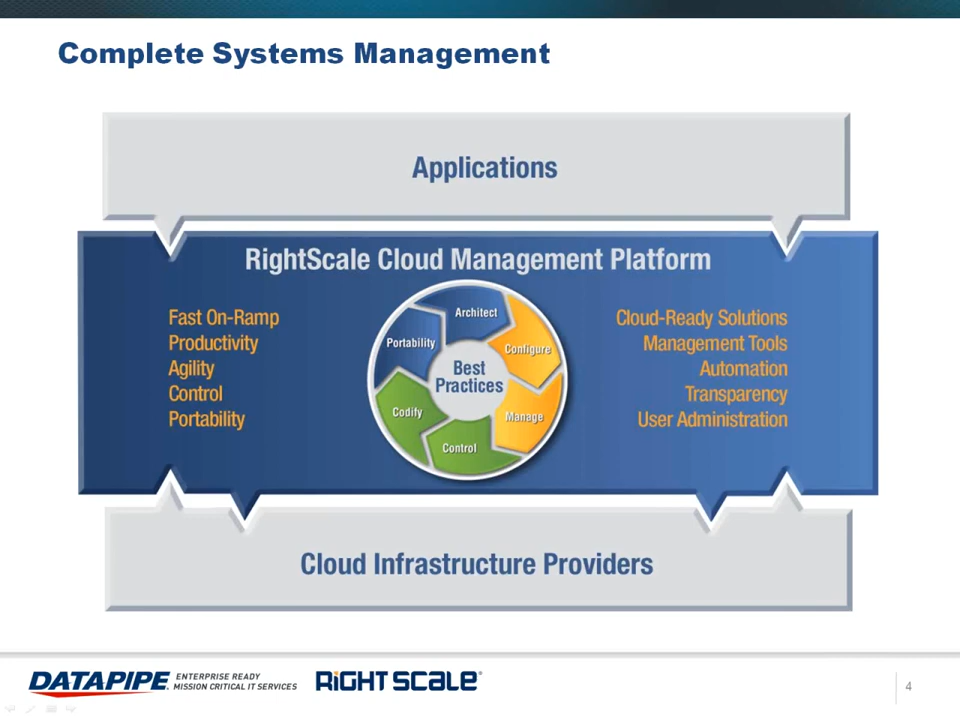 Complete Systems Management
Applications
RightScale Cloud Management Platform
Fast On-Ramp
Productivity
Agility
Control
Portability
Architect
Configure
Manage
Control
Codify
Portability
Best
Practices
Cloud-Ready Solutions
Management Tools
Automation
Transparency
User Administration
Cloud Infrastructure Providers
DATAPIPE.
ENTERPRISE READY
MISSION CRITICAL IT SERVICES
RIGHTSCALE®
4